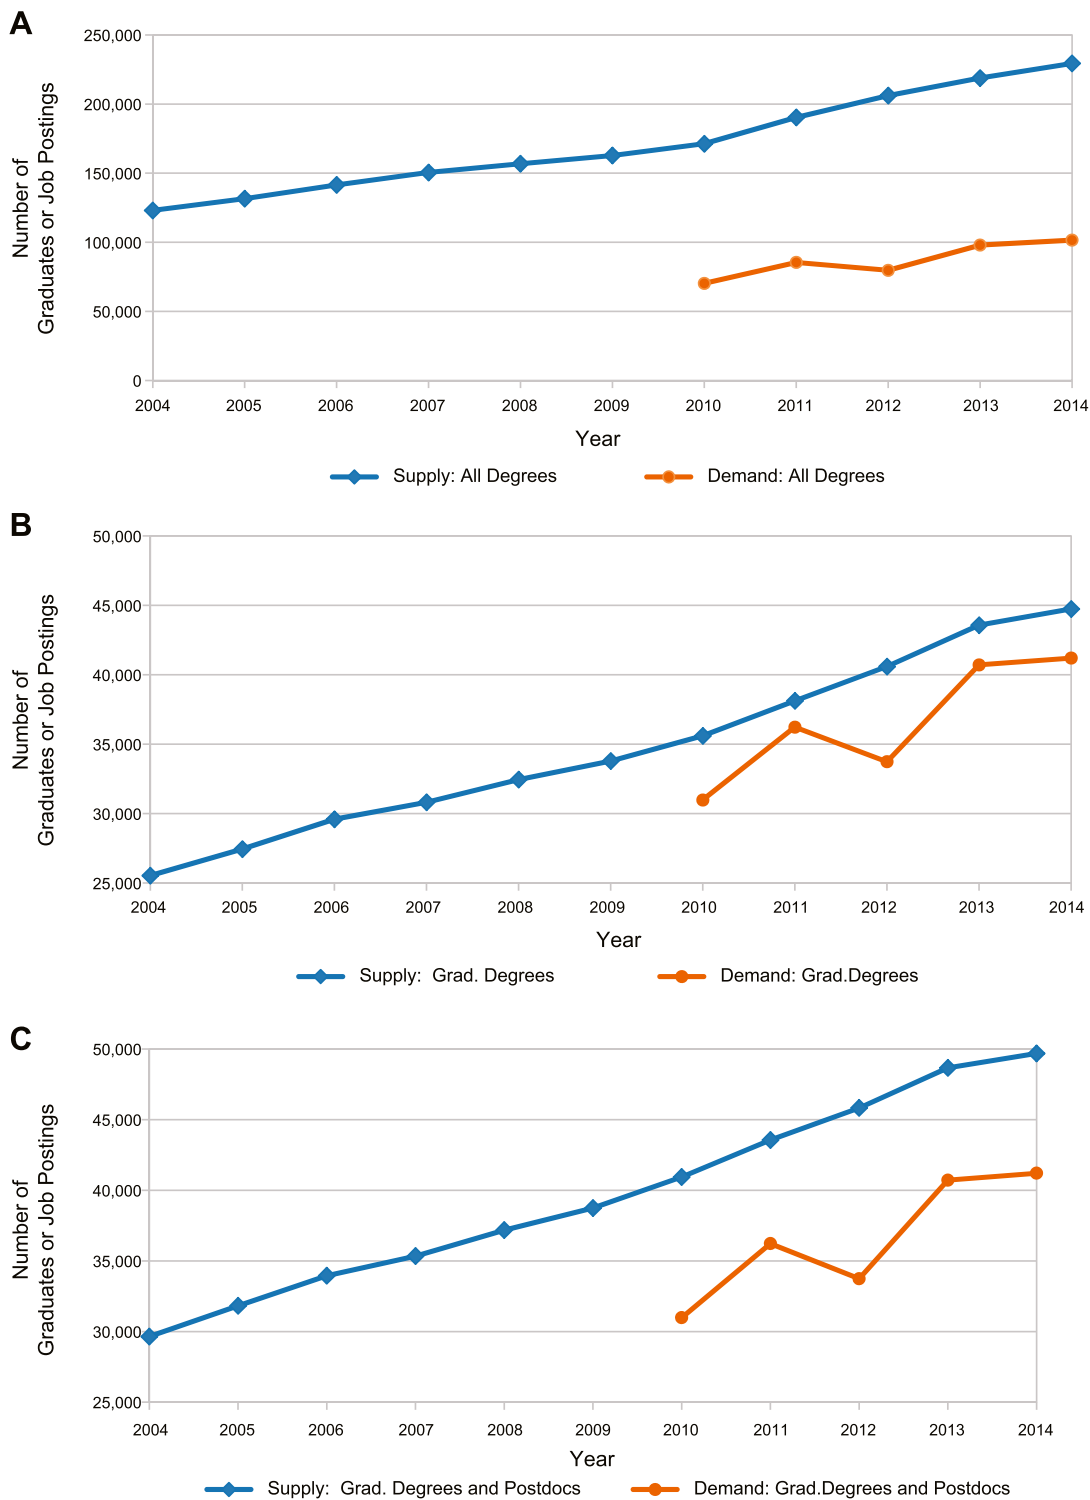 A
250,000
200,000
150,000
100,000
50,000
0
Number of
Graduates or Job Postings
2004 2005 2006 2007 2008 2009 2010 2011 2012 2013 2014
Year
Supply: All Degrees Demand: All Degrees
B
50,000
45,000
40,000
35,000
30,000
25,000
Number of
Graduates or Job Postings
2004 2005 2006 2007 2008 2009 2010 2011 2012 2013 2014
Year
Supply: Grad. Degrees Demand: Grad.Degrees
C
50,000
45,000
40,000
35,000
30,000
25,000
Number of
Graduates or Job Postings
2004 2005 2006 2007 2008 2009 2010 2011 2012 2013 2014
Year
Supply: Grad. Degrees and Postdocs Demand: Grad.Degrees and Postdocs